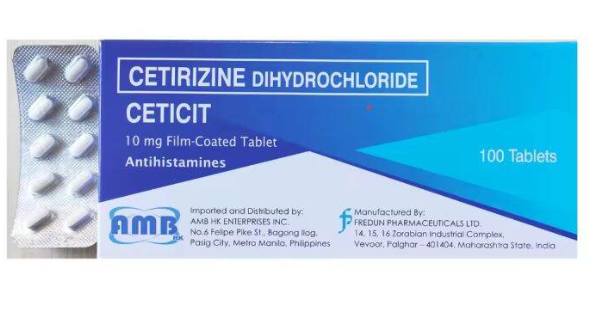 CETIRIZINE DIHYDROCHLORIDE
CETICIT
10 mg Film-Coated Tablet
Antihistamines
100 Tablets
AMB HK
Imported and Distributed by:
AMB HK ENTERPRISES INC.
No.6 Felipe Pike St., Bagong Ilog,
Pasig City, Metro Manila, Philippines
Manufactured By:
FREDUN PHARMACEUTICALS LTD.
14, 15, 16 Zorabian Industrial Complex,
Vevoor, Palghar – 401404, Maharashtra State, India